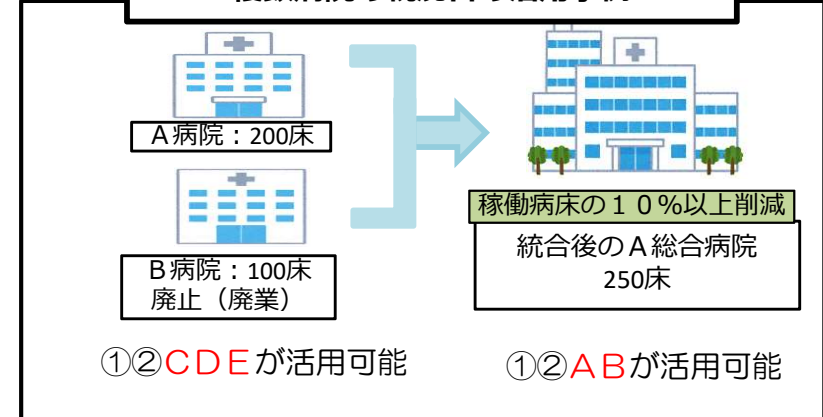 A病院：200床
B病院：100床
廃止（廃業）
①②CDEが活用可能
稼働病床の１０%以上削減
統合後のA総合病院
250床
①②ABが活用可能